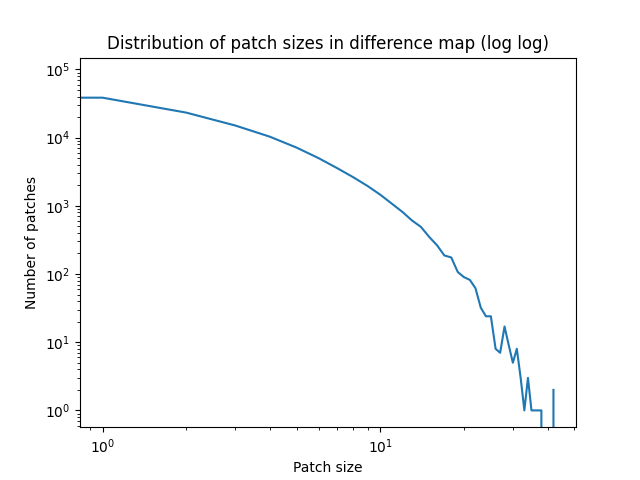 Distribution of patch sizes in difference map (log log)
Number of patches
10⁵
10⁴
10³
10²
10¹
10⁰
10⁰ 10¹
Patch size